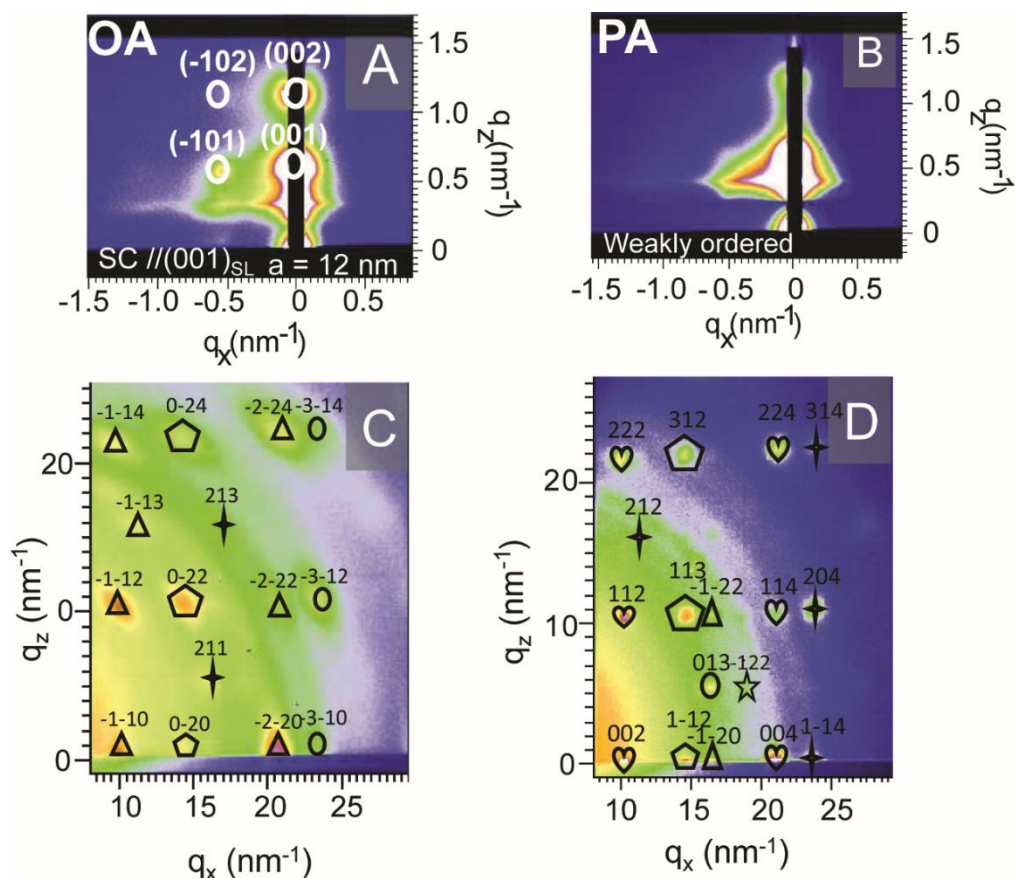 OA
A
(-102)
(002)
(-101)
(001)
SC //(001)SL a = 12 nm
1.5
1.0
0.5
0
qz(nm-1)
-1.5 -1.0 -0.5 0 0.5
qx(nm-1)
PA
B
Weakly ordered
1.5
1.0
0.5
0
qz(nm-1)
-1.5 -1.0 -0.5 0 0.5
qx(nm-1)
C
-1-14 0-24 -2-24 -3-14
-1-13 213
-1-12 0-22 -2-22 -3-12
211
-1-10 0-20 -2-20 -3-10
20
0
0
qz (nm-1)
10 15 20 25
qx (nm-1)
D
222 312 224 314
212
112 113 -1-22 114 204
013 -122
002 1-12 -1-20 004 1-14
20
10
0
qz (nm-1)
10 15 20 25
qx (nm-1)